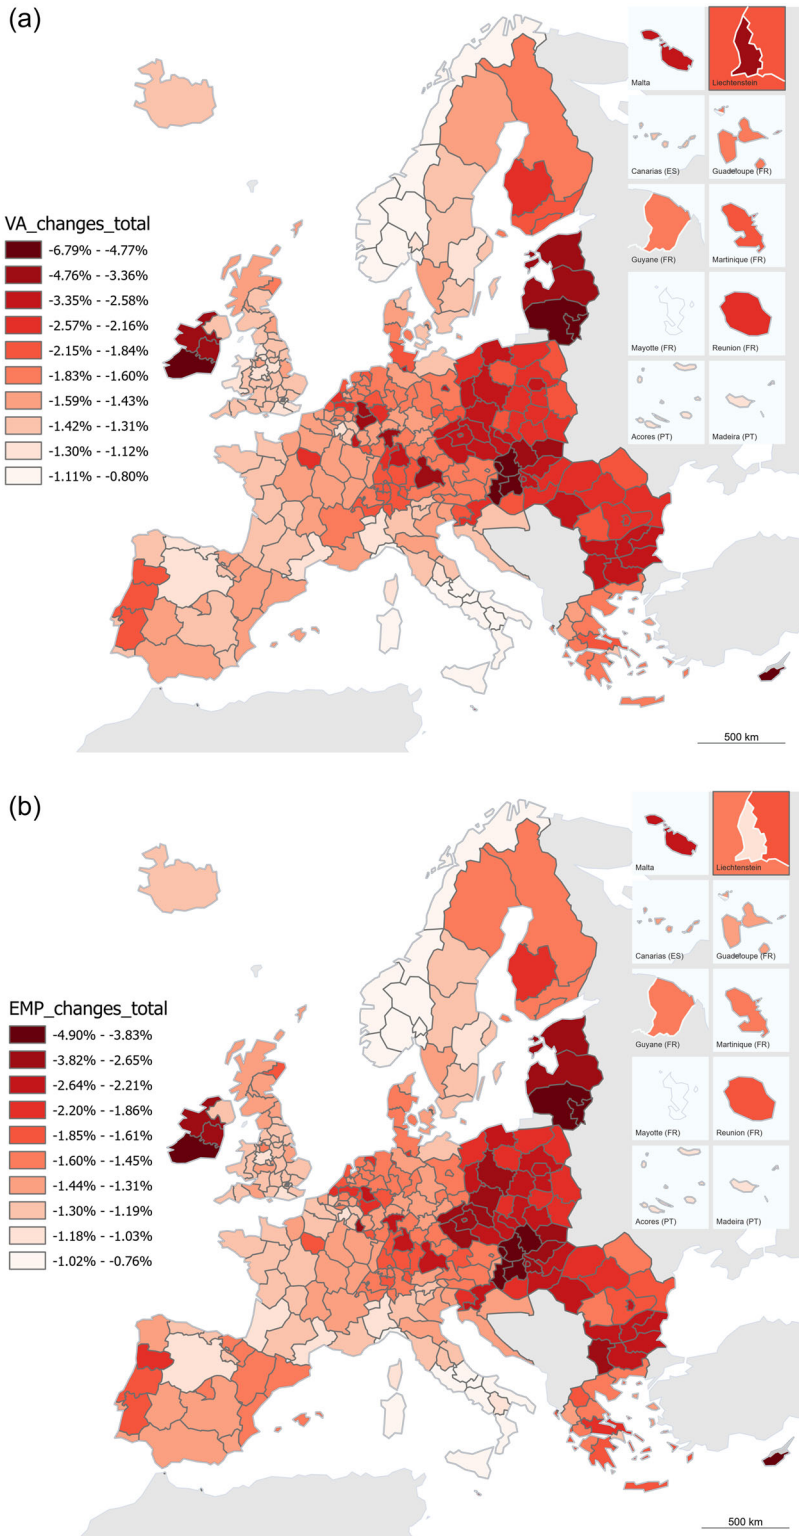 (a)
Malta
Liechtenstein
Canarias (ES)
Guadeloupe (FR)
VA_changes_total
-6.79% - -4.77%
-4.76% - -3.36%
-3.35% - -2.58%
-2.57% - -2.16%
-2.15% - -1.84%
-1.83% - -1.60%
-1.59% - -1.43%
-1.42% - -1.31%
-1.30% - -1.12%
-1.11% - -0.80%
Guyane (FR)
Martinique (FR)
Mayotte (FR)
Reunion (FR)
Acores (PT)
Madeira (PT)
500 km
(b)
Malta
Liechtenstein
Canarias (ES)
Guadeloupe (FR)
EMP_changes_total
-4.90% - -3.83%
-3.82% - -2.65%
-2.64% - -2.21%
-2.20% - -1.86%
-1.85% - -1.61%
-1.60% - -1.45%
-1.44% - -1.31%
-1.30% - -1.19%
-1.18% - -1.03%
-1.02% - -0.76%
Guyane (FR)
Martinique (FR)
Mayotte (FR)
Reunion (FR)
Acores (PT)
Madeira (PT)
500 km